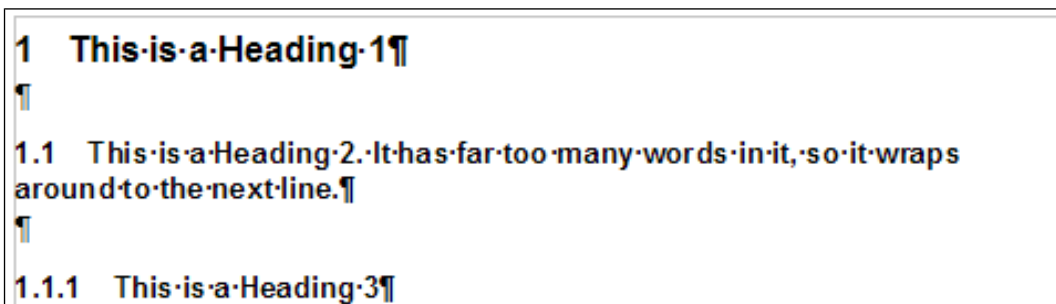 1 This·is·a·Heading·1¶
¶
1.1 This·is·a·Heading·2.·It·has·far·too·many·words·in·it,·so·it·wraps
around·to·the·next·line.¶
¶
1.1.1 This·is·a·Heading·3¶